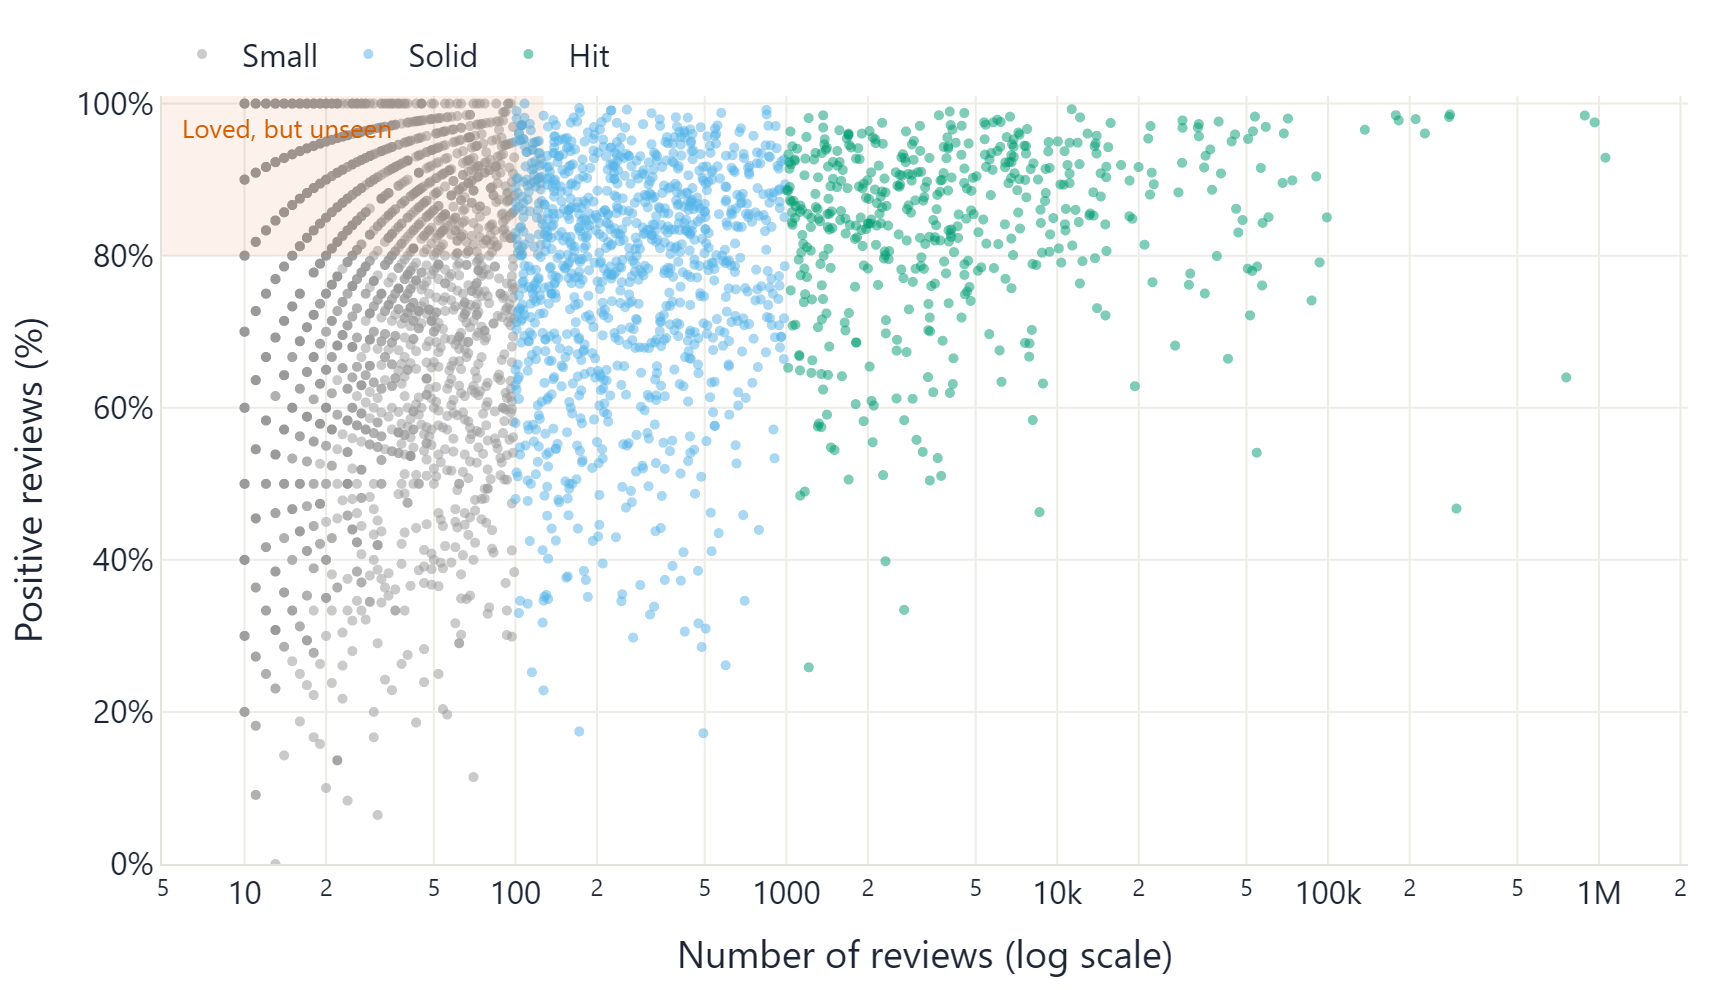 Small Solid Hit
100%
Loved, but unseen
80%
60%
40%
20%
0%
Positive reviews (%)
5 10 2 5 100 2 5 1000 2 5 10k 2 5 100k 2 5 1M 2
Number of reviews (log scale)